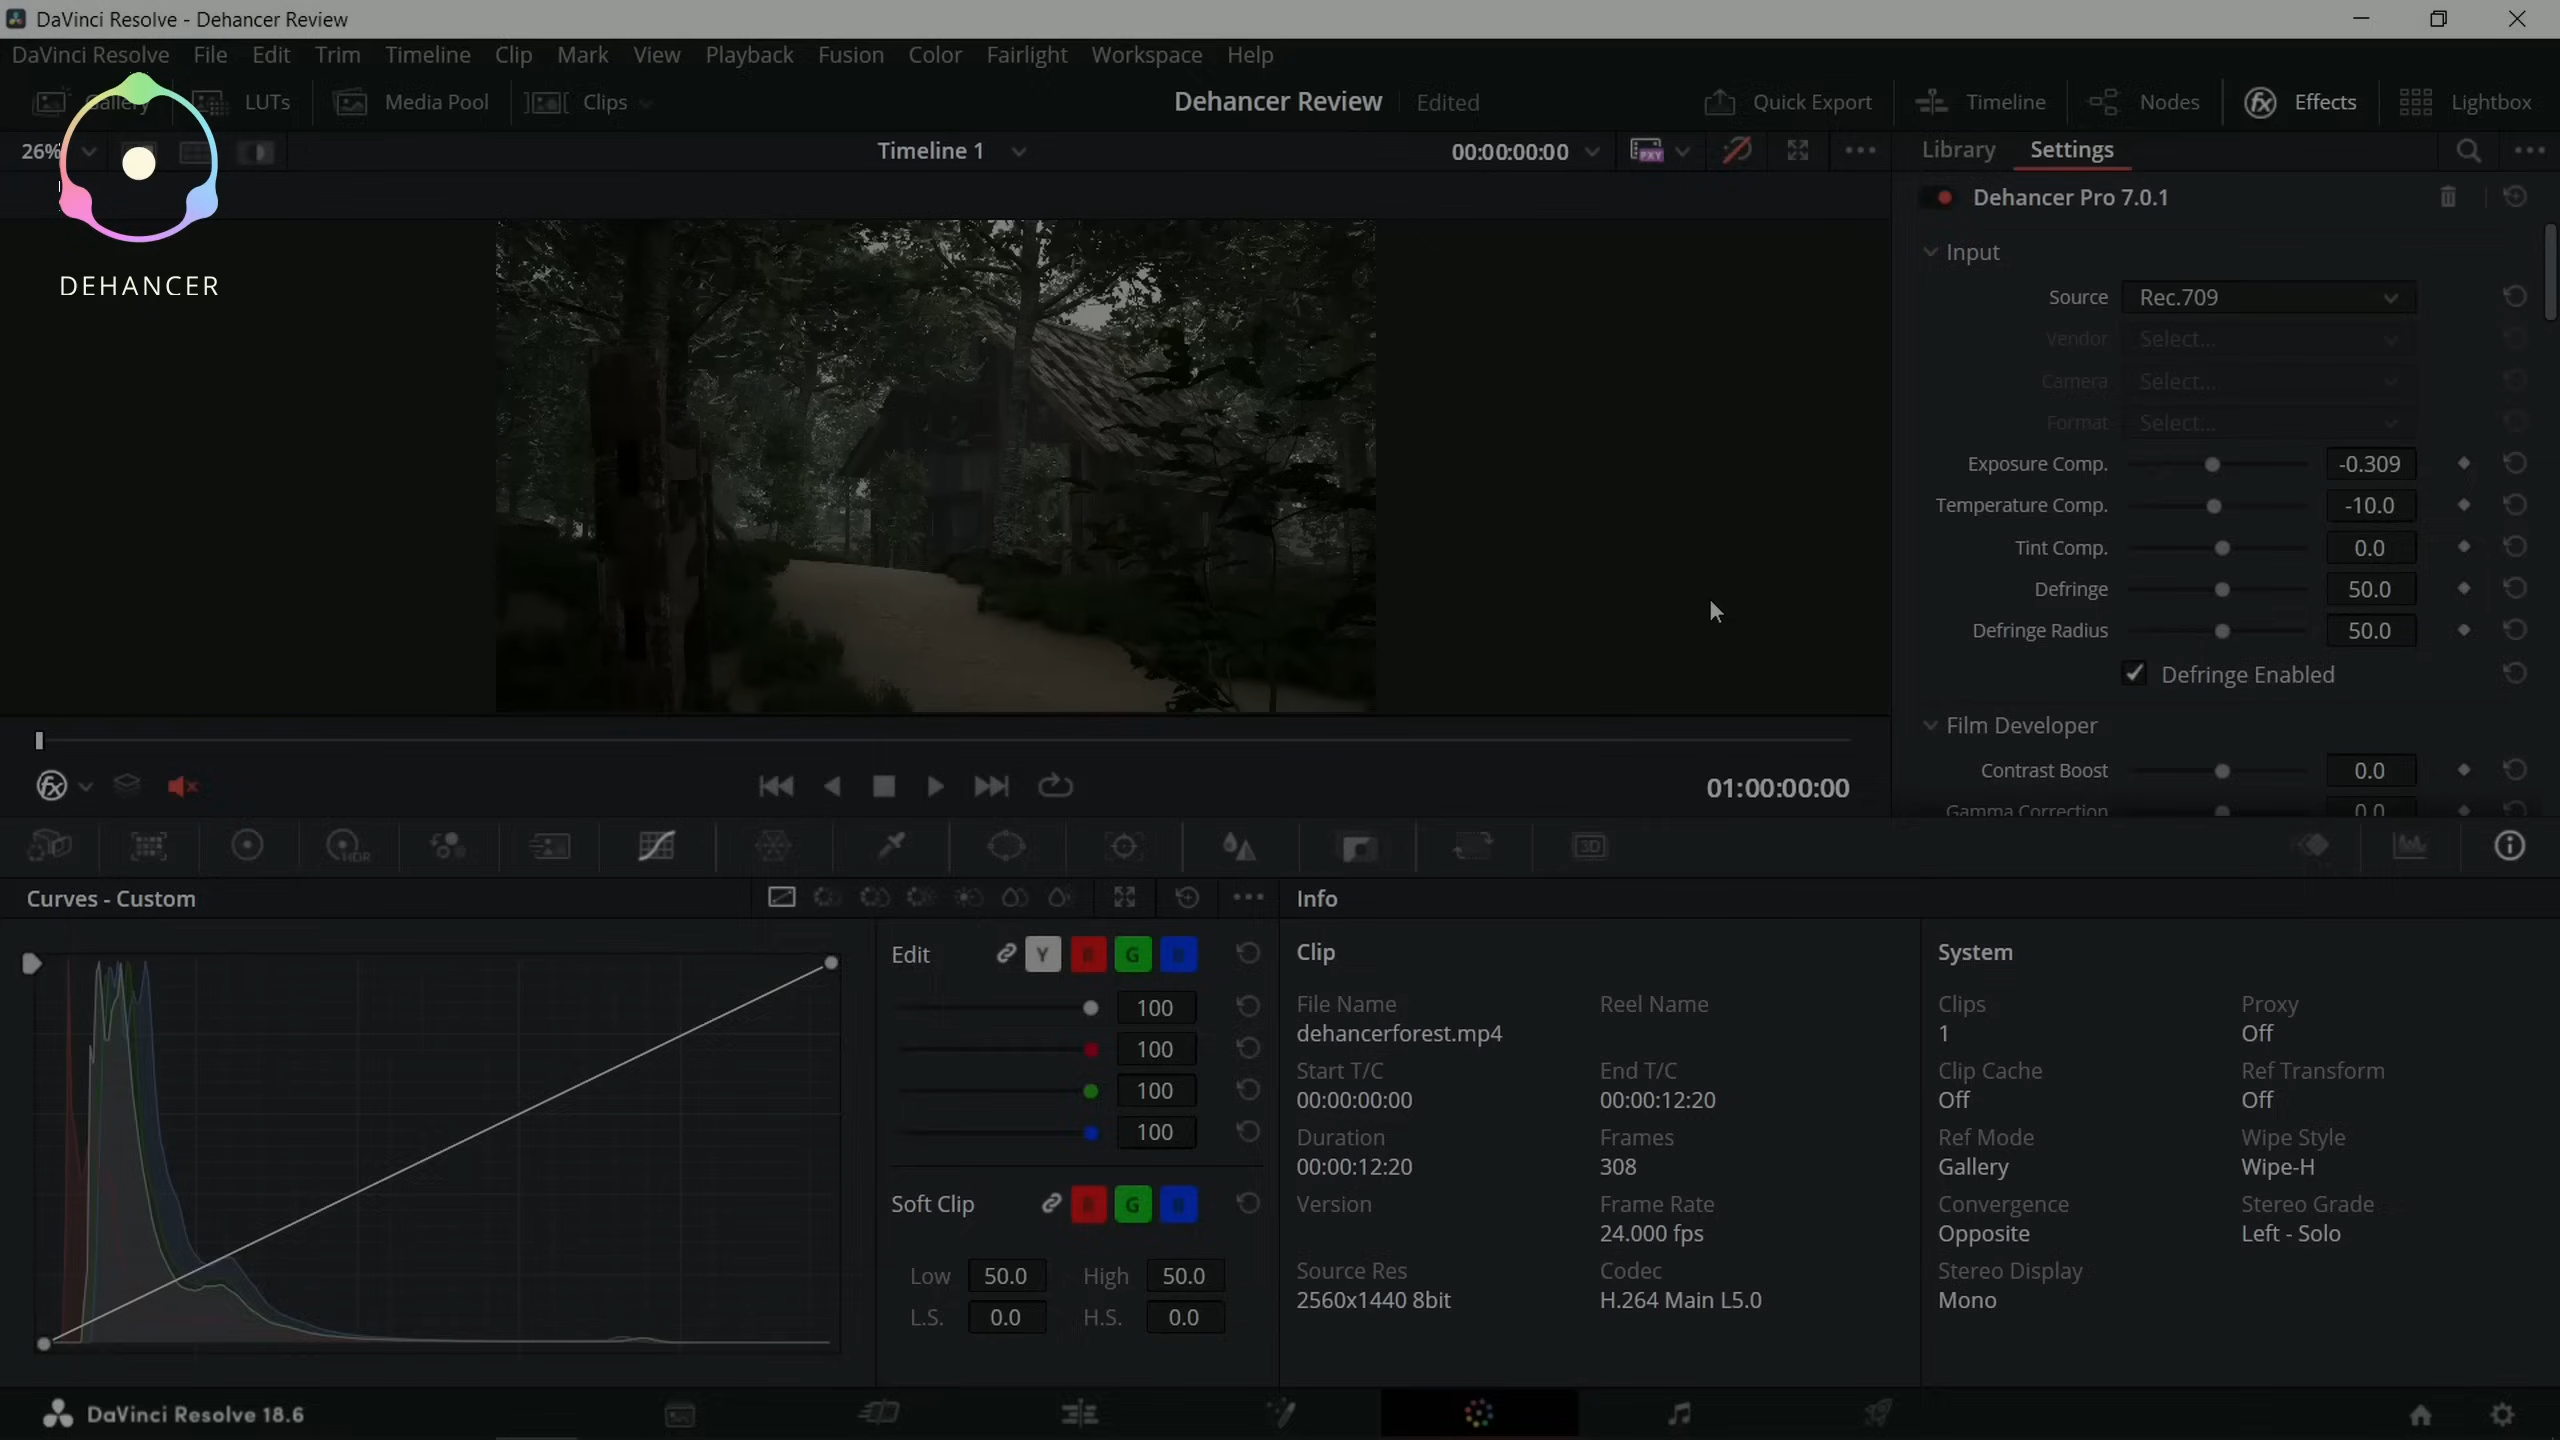 DaVinci Resolve - Dehancer Review
DaVinci Resolve File Edit Trim Timeline Clip Mark View Playback Fusion Color Fairlight Workspace Help
Gallery LUTs Media Pool Clips Dehancer Review Edited Quick Export Timeline Nodes Effects Lightbox
26% Timeline 1 00:00:00:00 PXY Library Settings
DEHANCER
Dehancer Pro 7.0.1
Input
Source Rec.709
Vendor Select...
Camera Select...
Format Select...
Exposure Comp. -0.309
Temperature Comp. -10.0
Tint Comp. 0.0
Defringe 50.0
Defringe Radius 50.0
Defringe Enabled
Film Developer
Contrast Boost 0.0
Gamma Correction 0.0
01:00:00:00
HDR 3D
Curves - Custom
Edit Y R G B
100
100
100
100
Soft Clip R G B
Low 50.0 High 50.0
L.S. 0.0 H.S. 0.0
Info
Clip
File Name Reel Name
dehancerforest.mp4
Start T/C End T/C
00:00:00:00 00:00:12:20
Duration Frames
00:00:12:20 308
Version Frame Rate
24.000 fps
Source Res Codec
2560x1440 8bit H.264 Main L5.0
System
Clips Proxy
1 Off
Clip Cache Ref Transform
Off Off
Ref Mode Wipe Style
Gallery Wipe-H
Convergence Stereo Grade
Opposite Left - Solo
Stereo Display
Mono
DaVinci Resolve 18.6